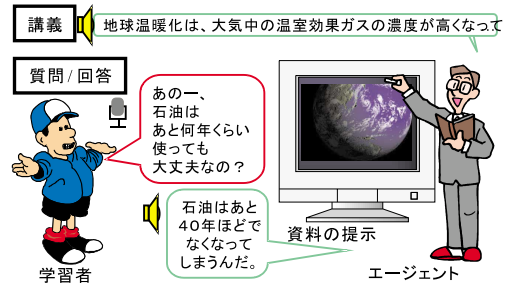 講義
地球温暖化は、大気中の温室効果ガスの濃度が高くなって
質問/回答
あのー、
石油は
あと何年くらい
使っても
大丈夫なの？
石油はあと
４０年ほどで
なくなって
しまうんだ。
資料の提示
学習者
エージェント